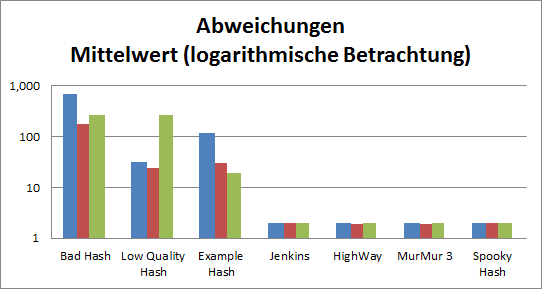 Abweichungen
Mittelwert (logarithmische Betrachtung)
1,000
100
10
1
Bad Hash
Low Quality
Hash
Example
Hash
Jenkins
HighWay
MurMur 3
Spooky
Hash